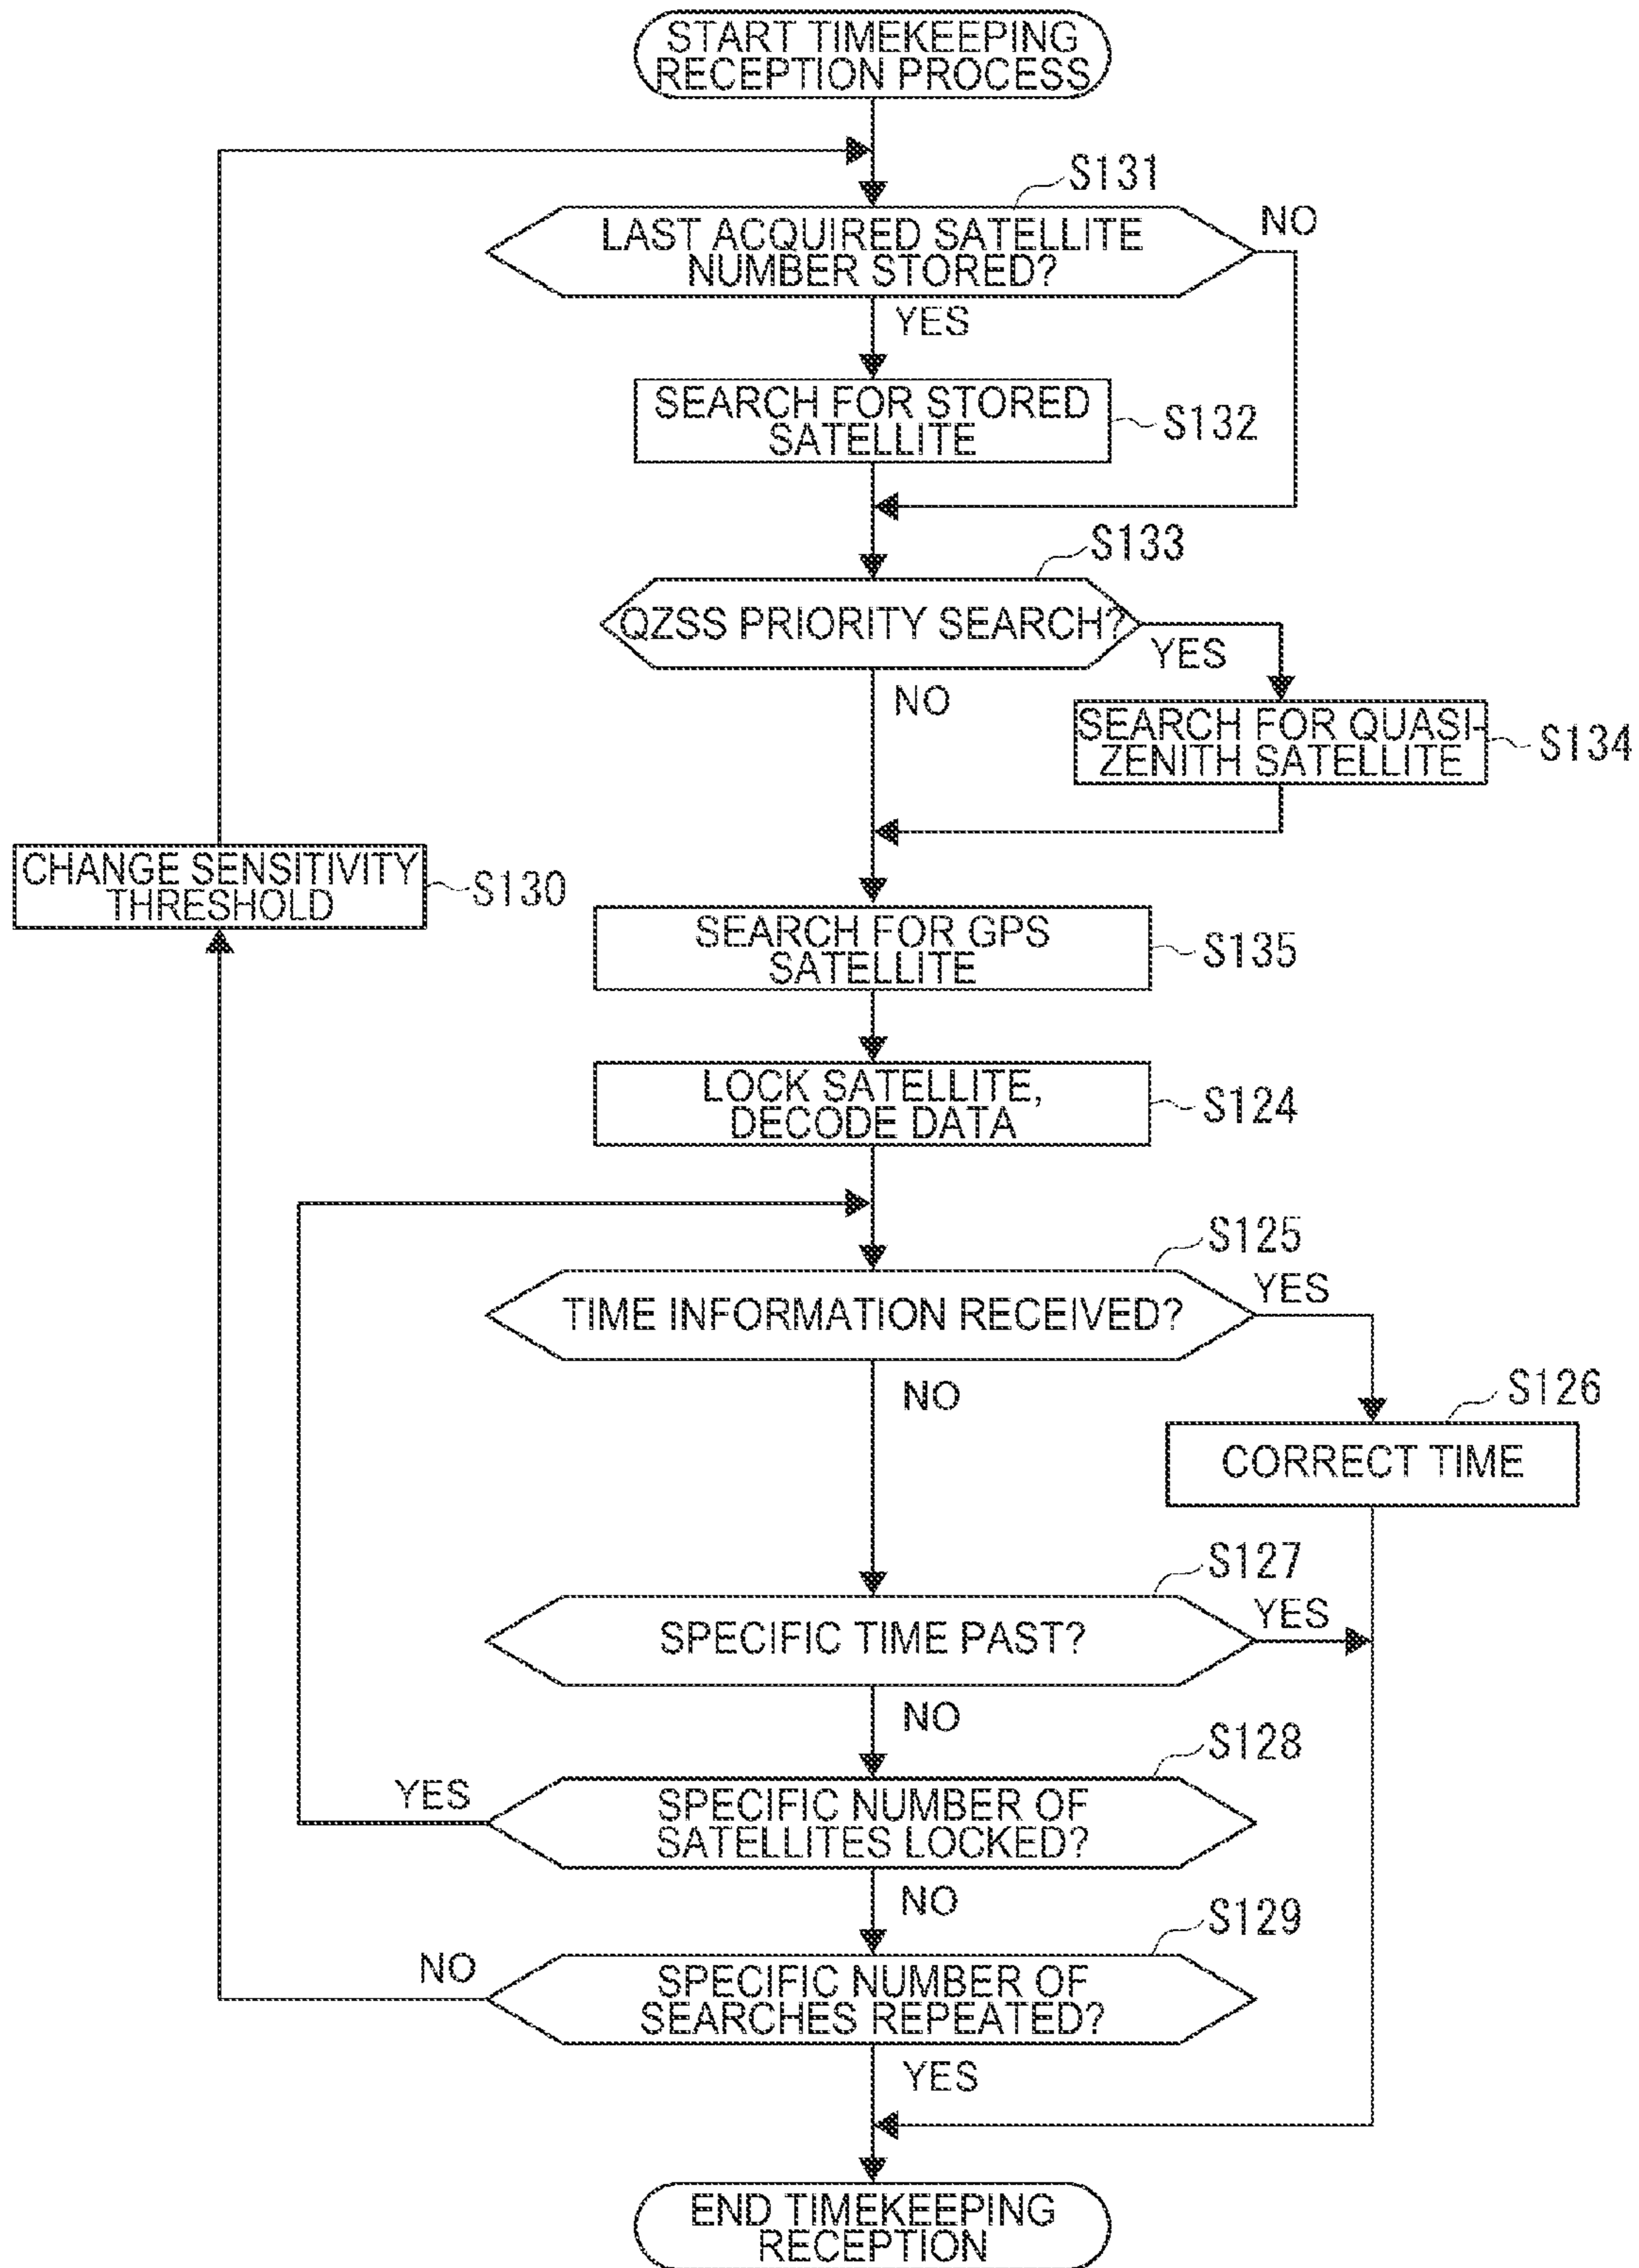 START TIMEKEEPING
RECEPTION PROCESS
S131
LAST ACQUIRED SATELLITE
NUMBER STORED?
NO
YES
SEARCH FOR STORED
SATELLITE
S132
S133
QZSS PRIORITY SEARCH?
YES
NO
SEARCH FOR QUASI-
ZENITH SATELLITE
S134
CHANGE SENSITIVITY
THRESHOLD
S130
SEARCH FOR GPS
SATELLITE
S135
LOCK SATELLITE,
DECODE DATA
S124
S125
TIME INFORMATION RECEIVED?
YES
NO
S126
CORRECT TIME
S127
SPECIFIC TIME PAST?
YES
NO
S128
SPECIFIC NUMBER OF
SATELLITES LOCKED?
YES
NO
S129
SPECIFIC NUMBER OF
SEARCHES REPEATED?
NO
YES
END TIMEKEEPING
RECEPTION